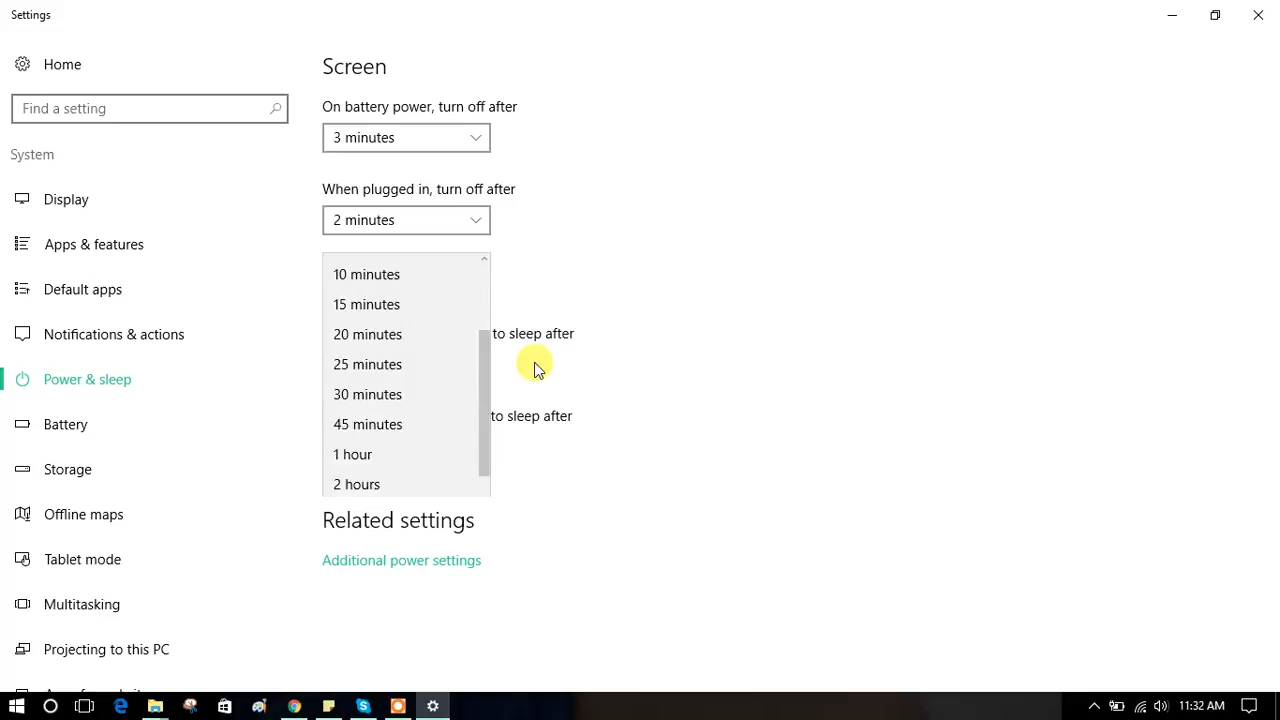 Settings
Home
Find a setting
System
Display
Apps & features
Default apps
Notifications & actions
Power & sleep
Battery
Storage
Offline maps
Tablet mode
Multitasking
Projecting to this PC
Screen
On battery power, turn off after
3 minutes
When plugged in, turn off after
2 minutes
10 minutes
15 minutes
20 minutes
to sleep after
25 minutes
30 minutes
45 minutes
to sleep after
1 hour
2 hours
Related settings
Additional power settings
11:32 AM